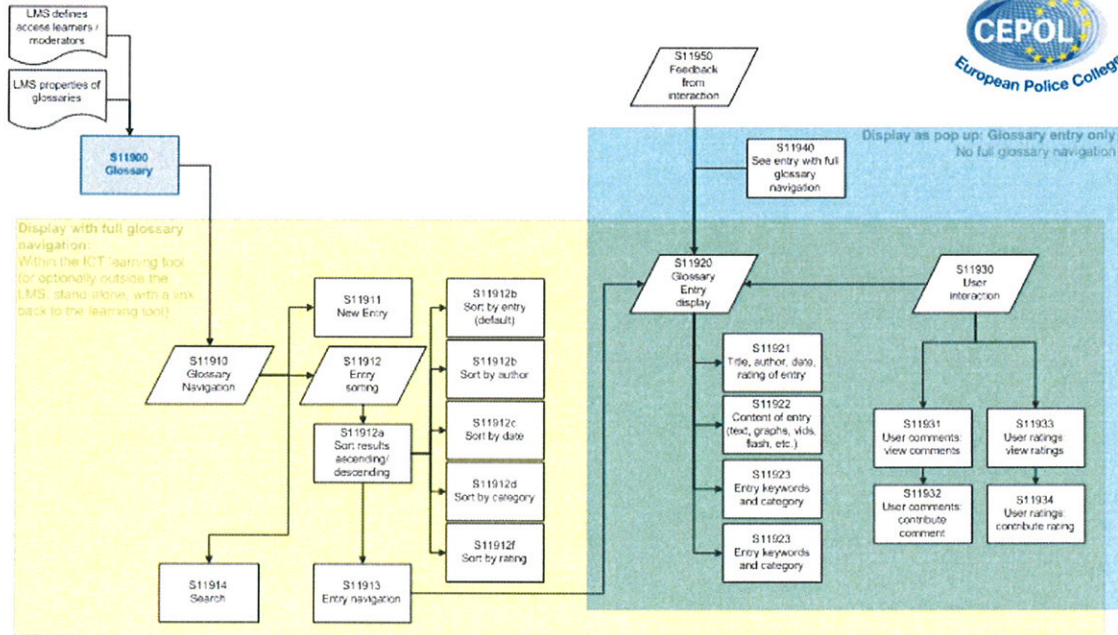 LMS defines
access learners /
moderators
LMS properties of
glossaries
S11900
Glossary
CEPOL
European Police College
S11950
Feedback
from
interaction
Display as pop up: Glossary entry only
No full glossary navigation
S11940
See entry with full
glossary
navigation
Display with full glossary
navigation:
Within the ICT learning tool
(or optionally outside the
LMS, stand alone, with a link
back to the learning tool)
S11910
Glossary
Navigation
S11911
New Entry
S11912
Entry
sorting
S11912a
Sort results
ascending/
descending
S11912b
Sort by entry
(default)
S11912b
Sort by author
S11912c
Sort by date
S11912d
Sort by category
S11912f
Sort by rating
S11914
Search
S11913
Entry navigation
S11920
Glossary
Entry
display
S11930
User
interaction
S11921
Title, author, date,
rating of entry
S11922
Content of entry
(text, graphs, vids,
flash, etc.)
S11923
Entry keywords
and category
S11923
Entry keywords
and category
S11931
User comments:
view comments
S11933
User ratings:
view ratings
S11932
User comments:
contribute
comment
S11934
User ratings:
contribute rating